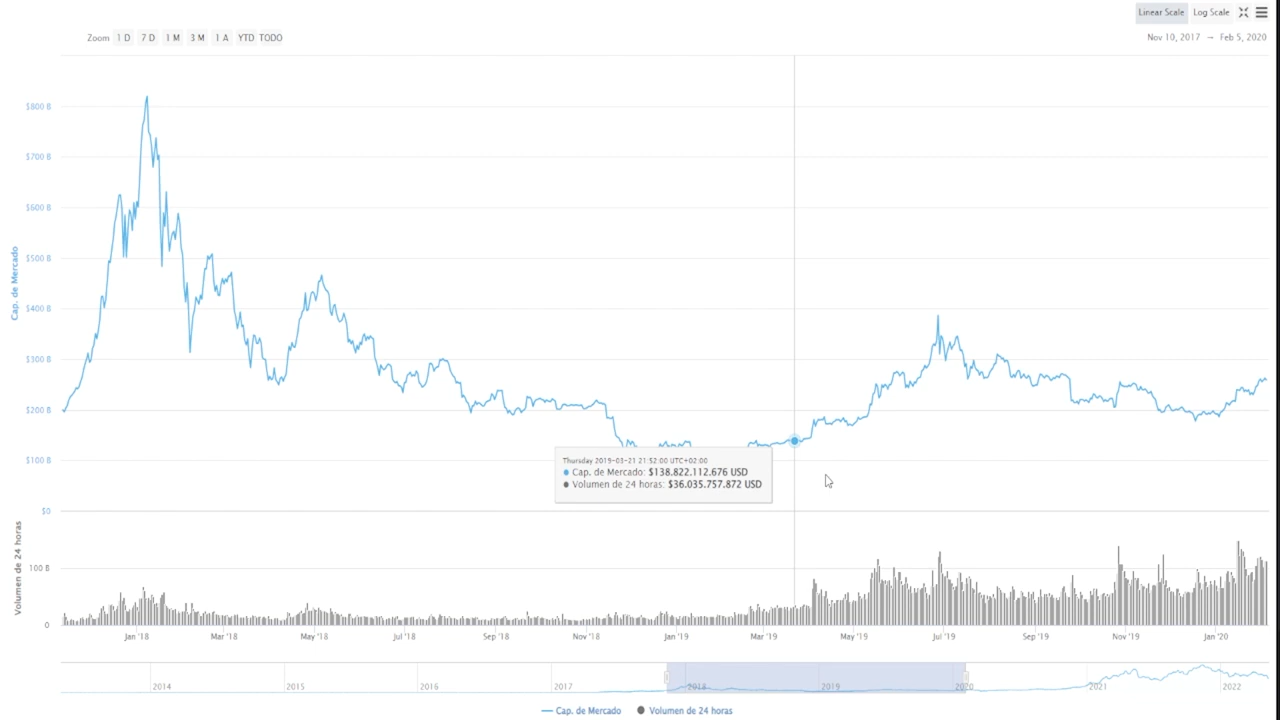 Linear Scale Log Scale
Zoom 1 D 7 D 1 M 3 M 1 A YTD TODO
Nov 10, 2017 → Feb 5, 2020
$800 B
$700 B
$600 B
$500 B
$400 B
$300 B
$200 B
$100 B
$0
Cap. de Mercado
Thursday 2019-03-21 21:52:00 UTC+02:00
Cap. de Mercado: $138.822.112.676 USD
Volumen de 24 horas: $36.035.757.872 USD
Volumen de 24 horas
100 B
0
Jan '18 Mar '18 May '18 Jul '18 Sep '18 Nov '18 Jan '19 Mar '19 May '19 Jul '19 Sep '19 Nov '19 Jan '20
2014 2015 2016 2017 2018 2019 2020 2021 2022
Cap. de Mercado Volumen de 24 horas